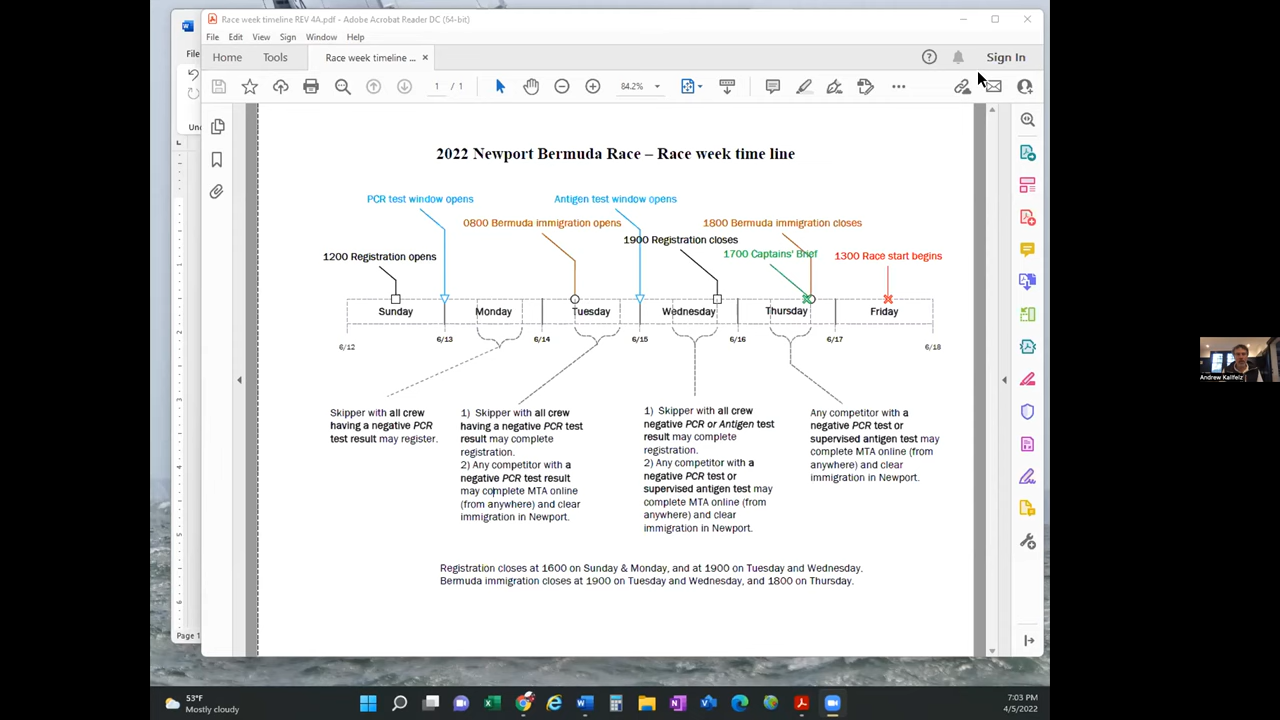 Race week timeline REV 4A.pdf - Adobe Acrobat Reader DC (64-bit)
File
File Edit View Sign Window Help
Home Tools Race week timeline ... × Sign In
1 / 1 84.2%
Und
2022 Newport Bermuda Race – Race week time line
PCR test window opens Antigen test window opens
0800 Bermuda immigration opens 1800 Bermuda immigration closes
1900 Registration closes
1700 Captains' Brief
1200 Registration opens 1300 Race start begins
Sunday Monday Tuesday Wednesday Thursday Friday
6/12 6/13 6/14 6/15 6/16 6/17 6/18
Skipper with all crew
having a negative PCR
test result may register.
1) Skipper with all crew
having a negative PCR test
result may complete
registration.
2) Any competitor with a
negative PCR test result
may complete MTA online
(from anywhere) and clear
immigration in Newport.
1) Skipper with all crew
negative PCR or Antigen test
result may complete
registration.
2) Any competitor with a
negative PCR test or
supervised antigen test may
complete MTA online (from
anywhere) and clear
immigration in Newport.
Any competitor with a
negative PCR test or
supervised antigen test may
complete MTA online (from
anywhere) and clear
immigration in Newport.
Registration closes at 1600 on Sunday & Monday, and at 1900 on Tuesday and Wednesday.
Bermuda immigration closes at 1900 on Tuesday and Wednesday, and 1800 on Thursday.
Page 1
Andrew Kallfelz
53°F
Mostly cloudy
7:03 PM
4/5/2022